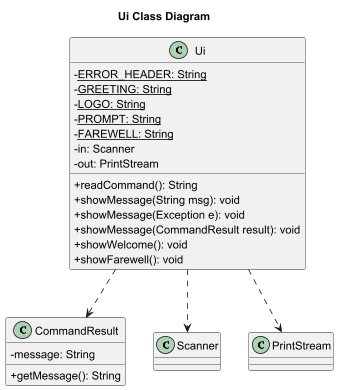 Ui Class Diagram
C Ui
-ERROR_HEADER: String
-GREETING: String
-LOGO: String
-PROMPT: String
-FAREWELL: String
-in: Scanner
-out: PrintStream
+readCommand(): String
+showMessage(String msg): void
+showMessage(Exception e): void
+showMessage(CommandResult result): void
+showWelcome(): void
+showFarewell(): void
C CommandResult
-message: String
+getMessage(): String
C Scanner
C PrintStream